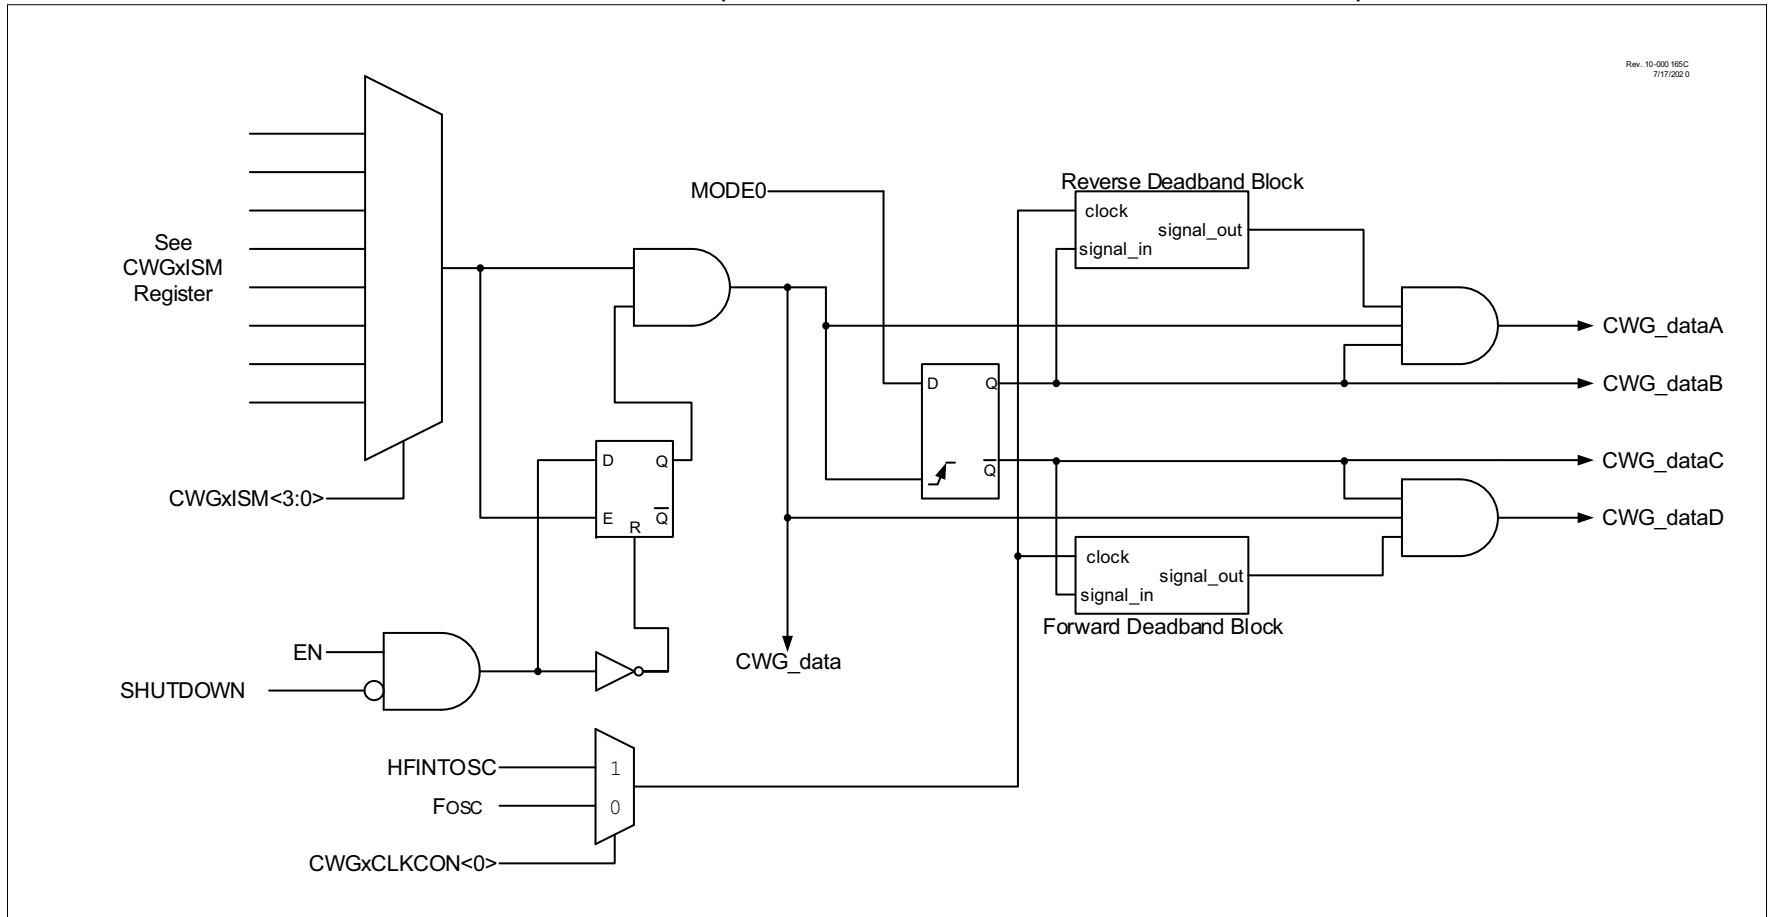 Rev. 10-000 165C
7/17/202 0
See
CWGxISM
Register
CWGxISM<3:0>
MODE0
Reverse Deadband Block
clock
signal_out
signal_in
D
Q
Q
CWG_dataA
CWG_dataB
CWG_dataC
CWG_dataD
D
Q
E
R
Q
clock
signal_out
signal_in
Forward Deadband Block
CWG_data
EN
SHUTDOWN
HFINTOSC
1
FOSC
0
CWGxCLKCON<0>